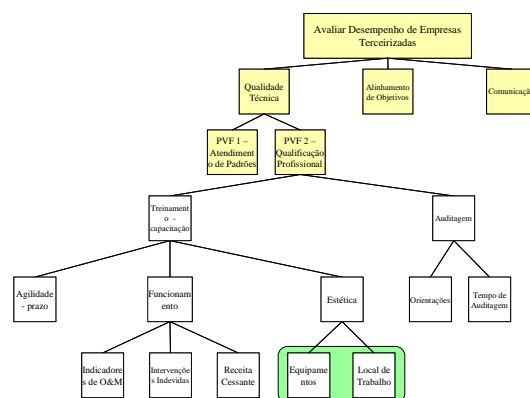 Avaliar Desempenho de Empresas
Terceirizadas
Qualidade
Técnica
Alinhamento
de Objetivos
Comunicaçã
PVF 1 –
Atendiment
o de Padrões
PVF 2 –
Qualificação
Profissional
Treinament
o -
capacitação
Auditagem
Agilidade
- prazo
Funcionam
ento
Estética
Orientações
Tempo de
Auditagem
Indicadore
s de O&M
Intervençõe
s Indevidas
Receita
Cessante
Equipame
ntos
Local de
Trabalho